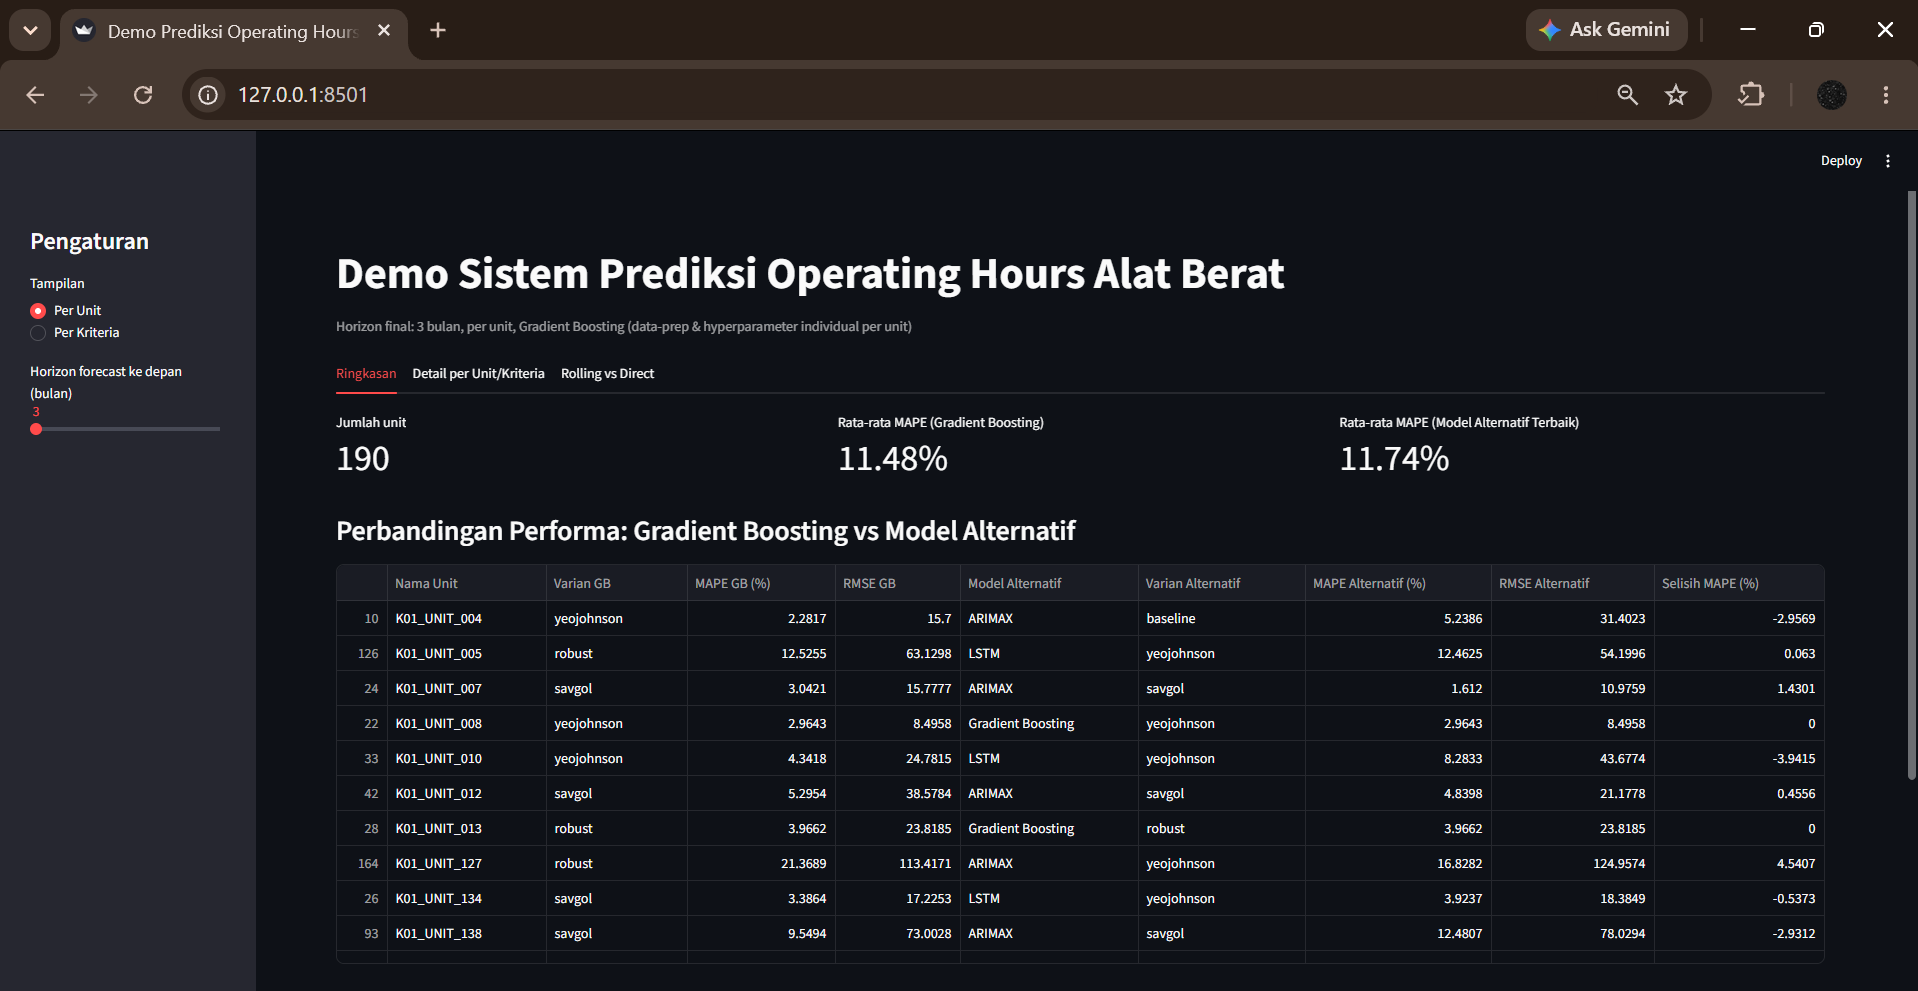 Demo Prediksi Operating Hours
Ask Gemini
127.0.0.1:8501
Deploy
Pengaturan
Tampilan
Per Unit
Per Kriteria
Horizon forecast ke depan
(bulan)
3
Demo Sistem Prediksi Operating Hours Alat Berat
Horizon final: 3 bulan, per unit, Gradient Boosting (data-prep & hyperparameter individual per unit)
Ringkasan Detail per Unit/Kriteria Rolling vs Direct
Jumlah unit Rata-rata MAPE (Gradient Boosting) Rata-rata MAPE (Model Alternatif Terbaik)
190 11.48% 11.74%
Perbandingan Performa: Gradient Boosting vs Model Alternatif
Nama Unit Varian GB MAPE GB (%) RMSE GB Model Alternatif Varian Alternatif MAPE Alternatif (%) RMSE Alternatif Selisih MAPE (%)
10 K01_UNIT_004 yeojohnson 2.2817 15.7 ARIMAX baseline 5.2386 31.4023 -2.9569
126 K01_UNIT_005 robust 12.5255 63.1298 LSTM yeojohnson 12.4625 54.1996 0.063
24 K01_UNIT_007 savgol 3.0421 15.7777 ARIMAX savgol 1.612 10.9759 1.4301
22 K01_UNIT_008 yeojohnson 2.9643 8.4958 Gradient Boosting yeojohnson 2.9643 8.4958 0
33 K01_UNIT_010 yeojohnson 4.3418 24.7815 LSTM yeojohnson 8.2833 43.6774 -3.9415
42 K01_UNIT_012 savgol 5.2954 38.5784 ARIMAX savgol 4.8398 21.1778 0.4556
28 K01_UNIT_013 robust 3.9662 23.8185 Gradient Boosting robust 3.9662 23.8185 0
164 K01_UNIT_127 robust 21.3689 113.4171 ARIMAX yeojohnson 16.8282 124.9574 4.5407
26 K01_UNIT_134 savgol 3.3864 17.2253 LSTM yeojohnson 3.9237 18.3849 -0.5373
93 K01_UNIT_138 savgol 9.5494 73.0028 ARIMAX savgol 12.4807 78.0294 -2.9312